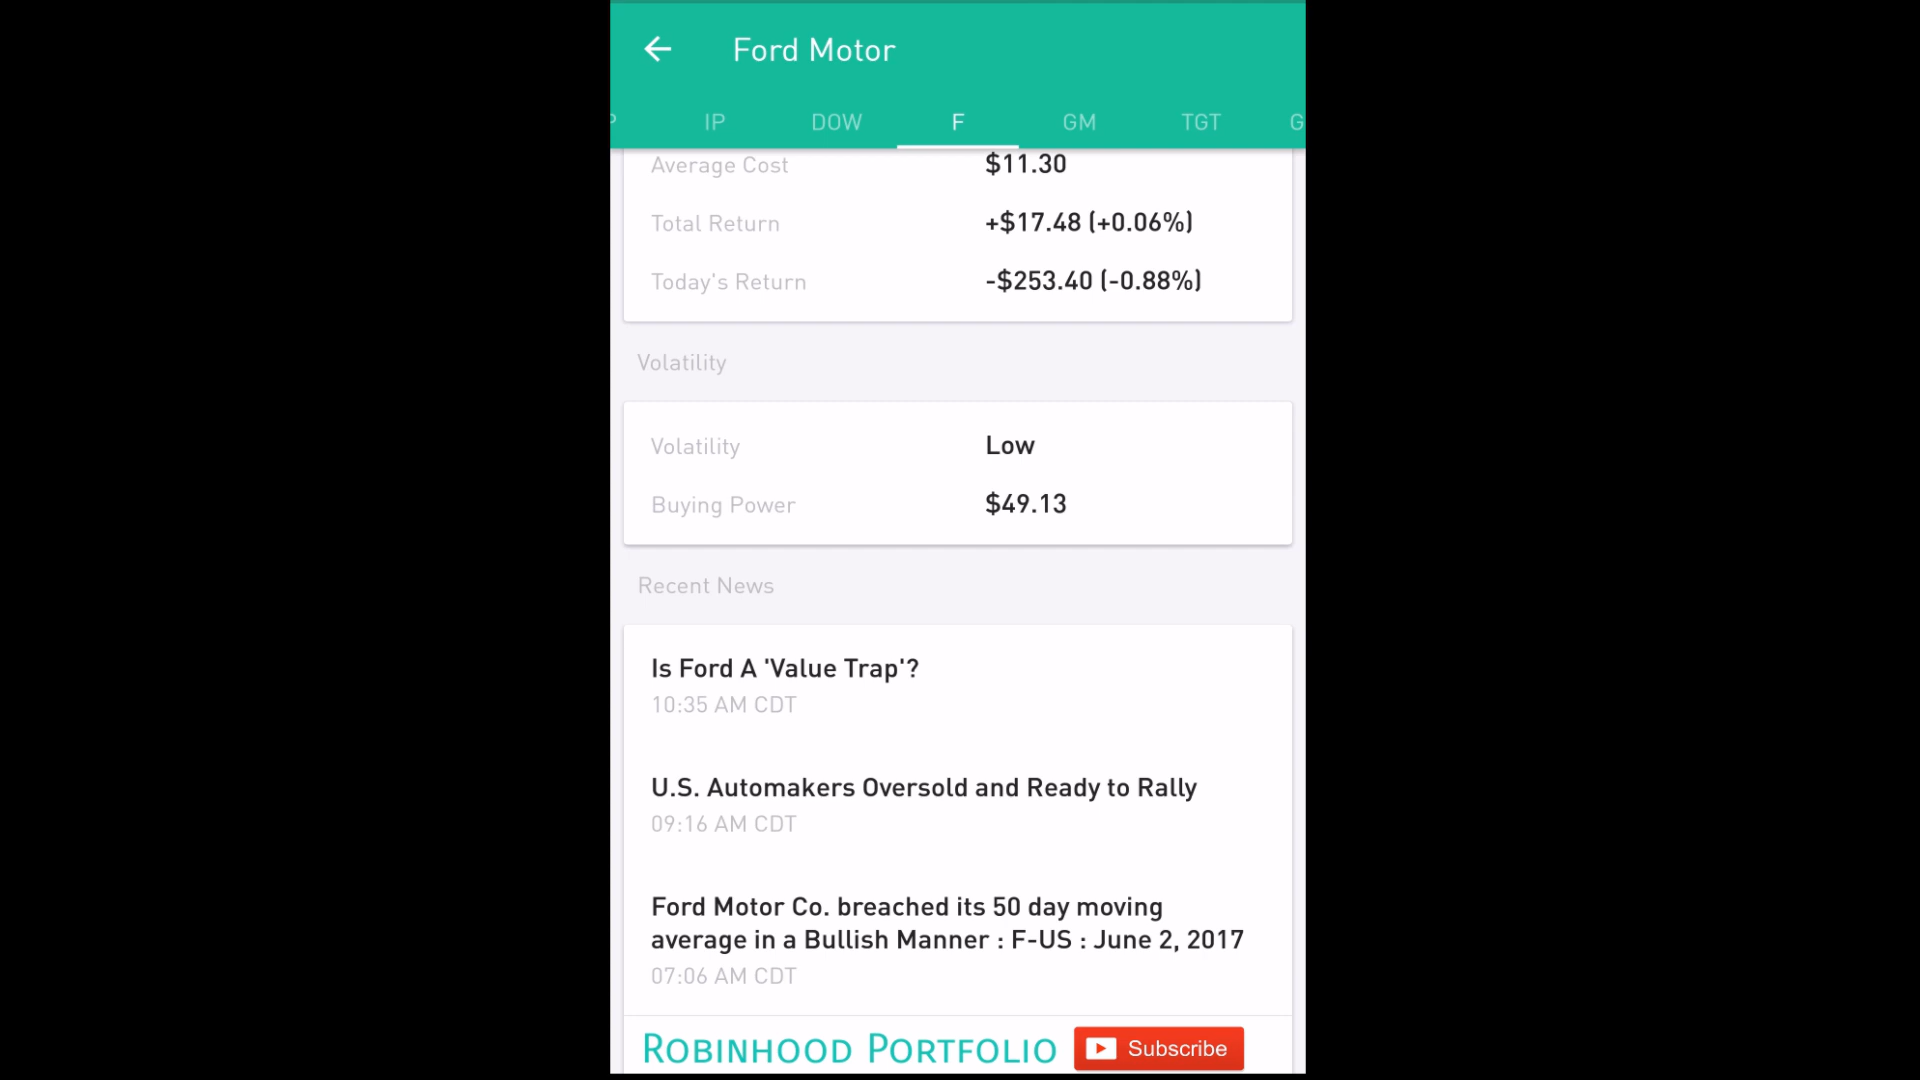 Ford Motor
P IP DOW F GM TGT G
Average Cost $11.30
Total Return +$17.48 (+0.06%)
Today's Return -$253.40 (-0.88%)
Volatility
Volatility Low
Buying Power $49.13
Recent News
Is Ford A 'Value Trap'?
10:35 AM CDT
U.S. Automakers Oversold and Ready to Rally
09:16 AM CDT
Ford Motor Co. breached its 50 day moving
average in a Bullish Manner : F-US : June 2, 2017
07:06 AM CDT
ROBINHOOD PORTFOLIO Subscribe